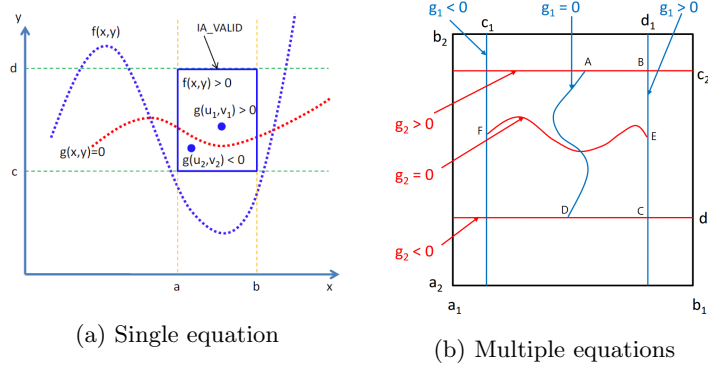 y
f(x,y)
IA_VALID
d
f(x,y) > 0
g(u1,v1) > 0
g(x,y)=0
g(u2,v2) < 0
c
a
b
x
(a) Single equation
g1 < 0
c1
g1 = 0
d1
g1 > 0
b2
A
B
c2
g2 > 0
F
E
g2 = 0
D
C
d
g2 < 0
a2
a1
b1
(b) Multiple equations